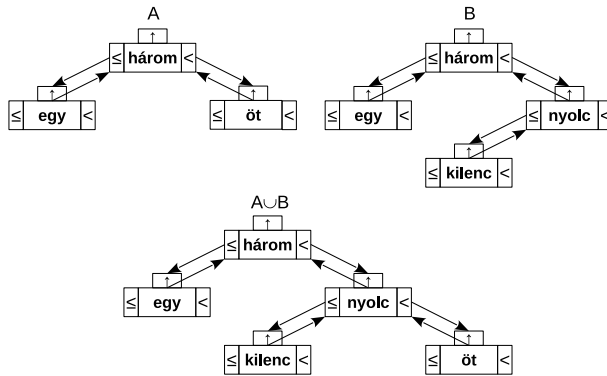 A
↑
≤ három <
↑
≤ egy <
↑
≤ öt <
B
↑
≤ három <
↑
≤ egy <
↑
≤ nyolc <
↑
≤ kilenc <
A∪B
↑
≤ három <
↑
≤ egy <
↑
≤ nyolc <
↑
≤ kilenc <
↑
≤ öt <